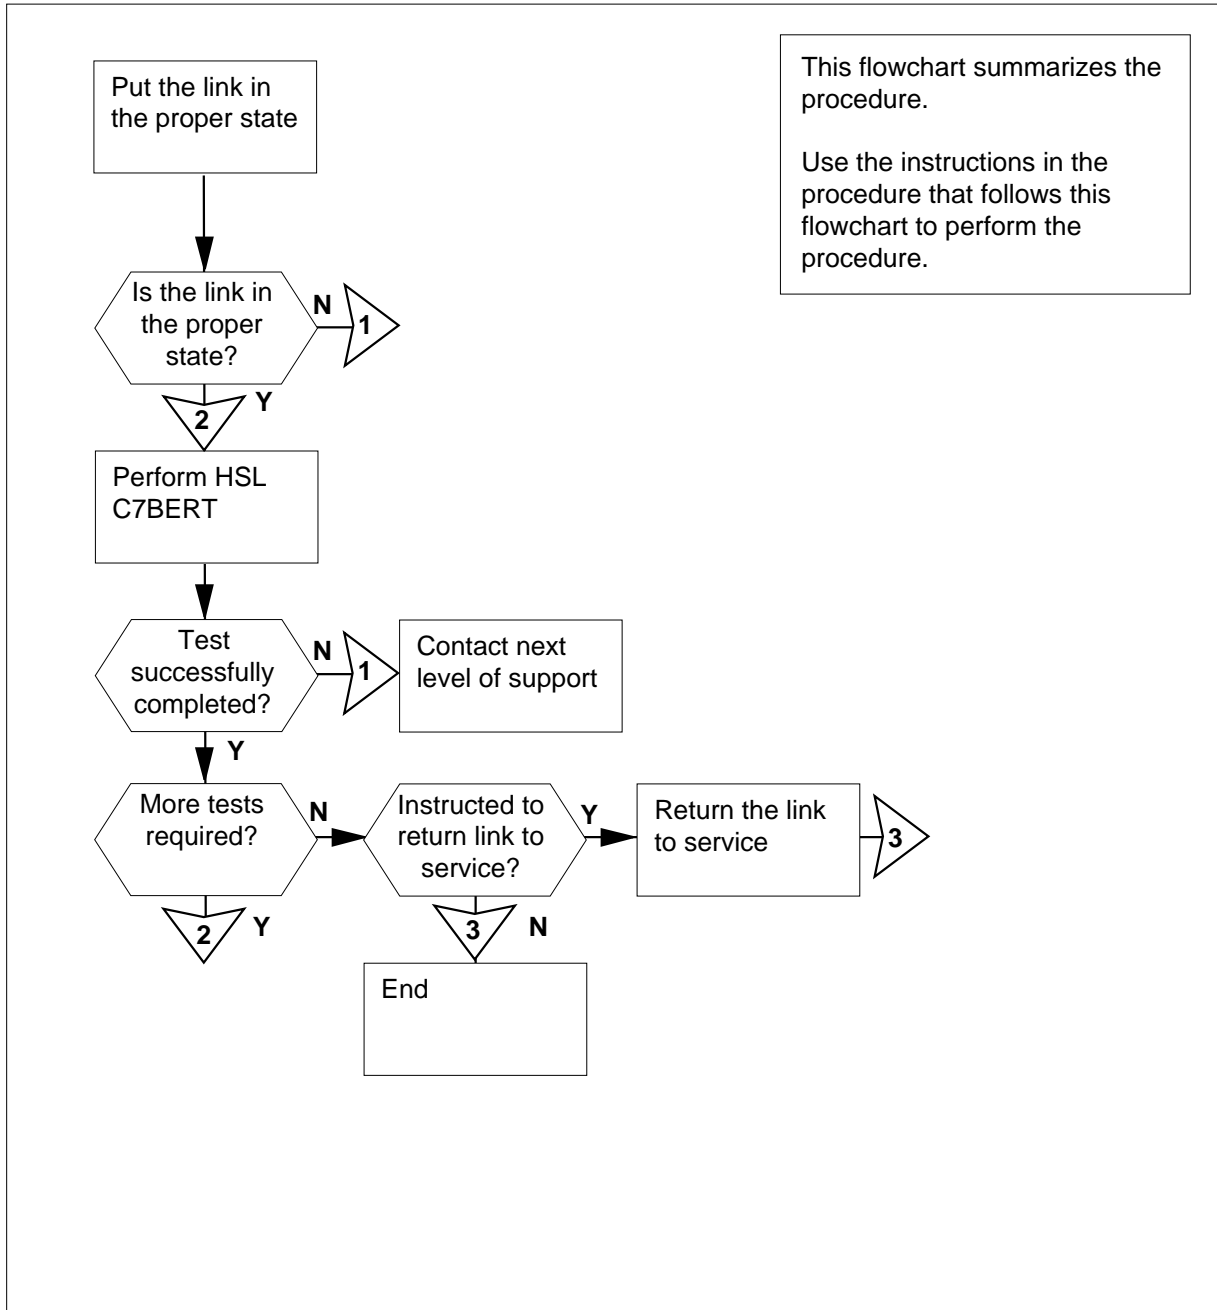 Put the link in
the proper state
This flowchart summarizes the
procedure.
Use the instructions in the
procedure that follows this
flowchart to perform the
procedure.
Is the link in
the proper
state?
N
1
2
Y
Perform HSL
C7BERT
Test
successfully
completed?
N
1
Contact next
level of support
Y
More tests
required?
N
Instructed to
return link to
service?
Y
Return the link
to service
3
2
Y
3
N
End